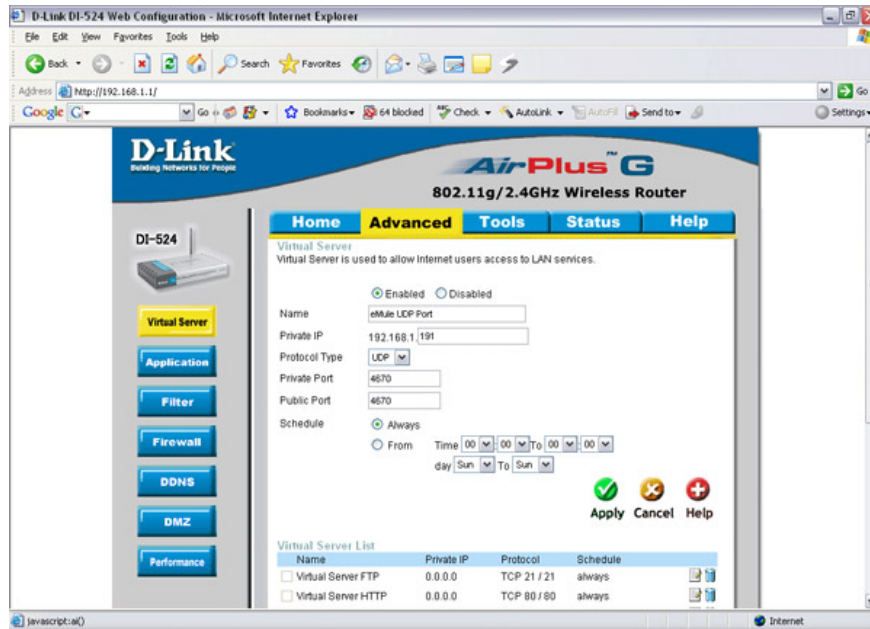 D-Link DI-524 Web Configuration - Microsoft Internet Explorer
File Edit View Favorites Tools Help
Back Search Favorites
Address http://192.168.1.1/ Go
Google G Go Bookmarks 64 blocked Check AutoLink AutoFill Send to Settings
D-Link
Building Networks for People
AirPlus G
TM
802.11g/2.4GHz Wireless Router
Home Advanced Tools Status Help
DI-524
Virtual Server
Application
Filter
Firewall
DDNS
DMZ
Performance
Virtual Server
Virtual Server is used to allow Internet users access to LAN services.
Enabled Disabled
Name eMule UDP Port
Private IP 192.168.1. 191
Protocol Type UDP
Private Port 4670
Public Port 4670
Schedule Always
From Time 00 : 00 To 00 : 00
day Sun To Sun
Apply Cancel Help
Virtual Server List
Name Private IP Protocol Schedule
Virtual Server FTP 0.0.0.0 TCP 21 / 21 always
Virtual Server HTTP 0.0.0.0 TCP 80 / 80 always
javascript:al() Internet